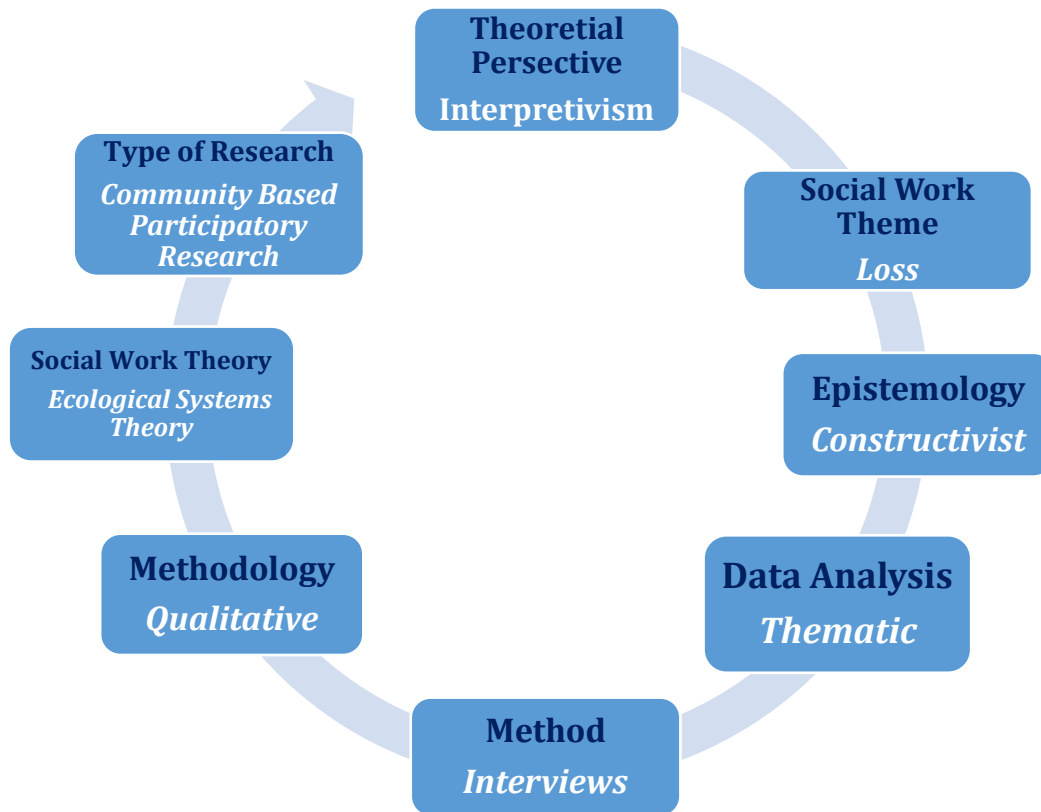 Theoretial
Persective
Interpretivism
Social Work
Theme
Loss
Epistemology
Constructivist
Data Analysis
Thematic
Method
Interviews
Methodology
Qualitative
Social Work Theory
Ecological Systems
Theory
Type of Research
Community Based
Participatory
Research